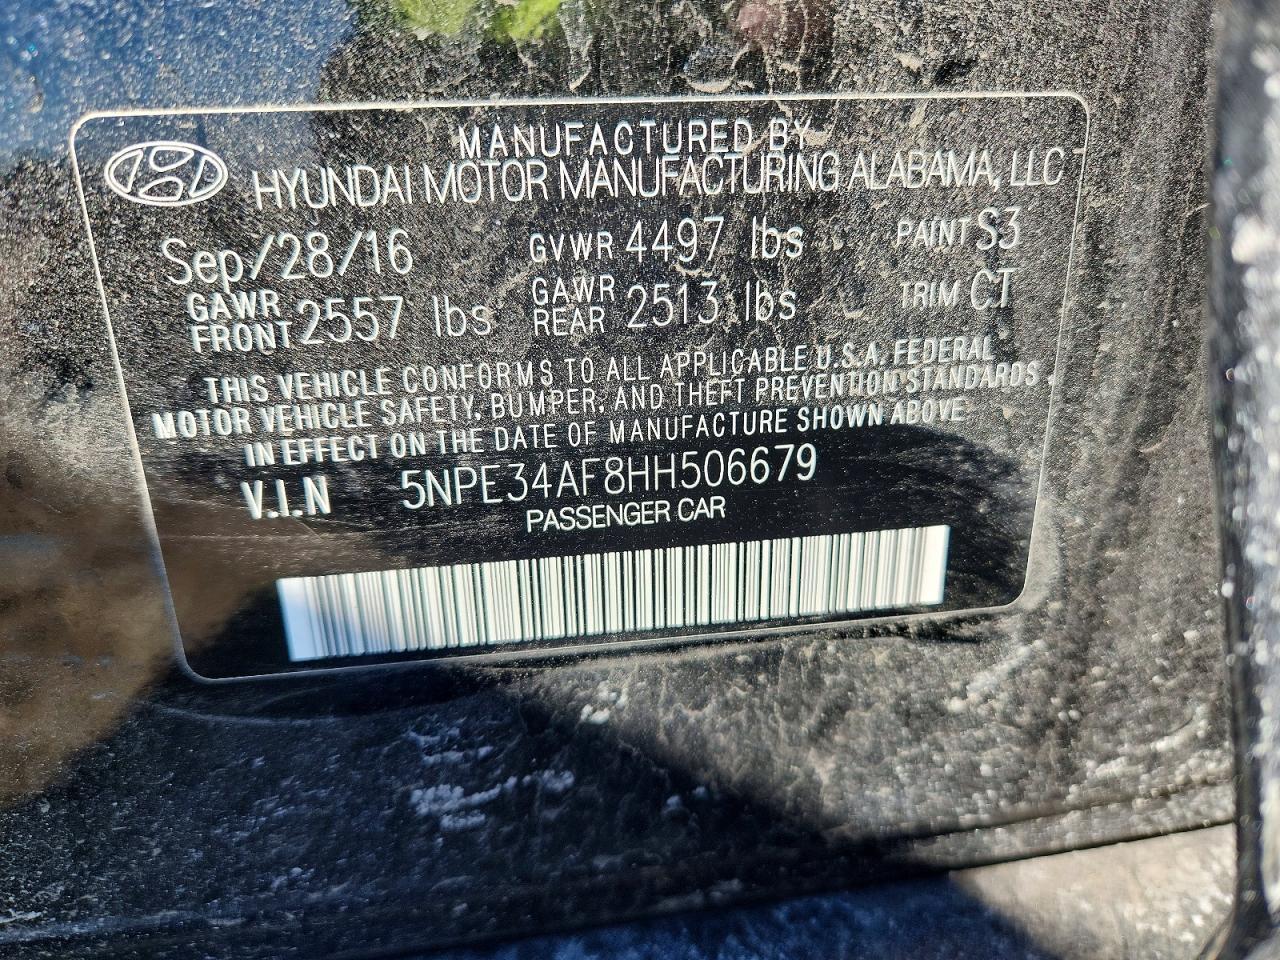 MANUFACTURED BY
HYUNDAI MOTOR MANUFACTURING ALABAMA, LLC
Sep/28/16 GVWR 4497 lbs PAINT S3
GAWR FRONT 2557 lbs GAWR REAR 2513 lbs TRIM CT
THIS VEHICLE CONFORMS TO ALL APPLICABLE U.S.A. FEDERAL
MOTOR VEHICLE SAFETY, BUMPER, AND THEFT PREVENTION STANDARDS
IN EFFECT ON THE DATE OF MANUFACTURE SHOWN ABOVE
V.I.N 5NPE34AF8HH506679
PASSENGER CAR